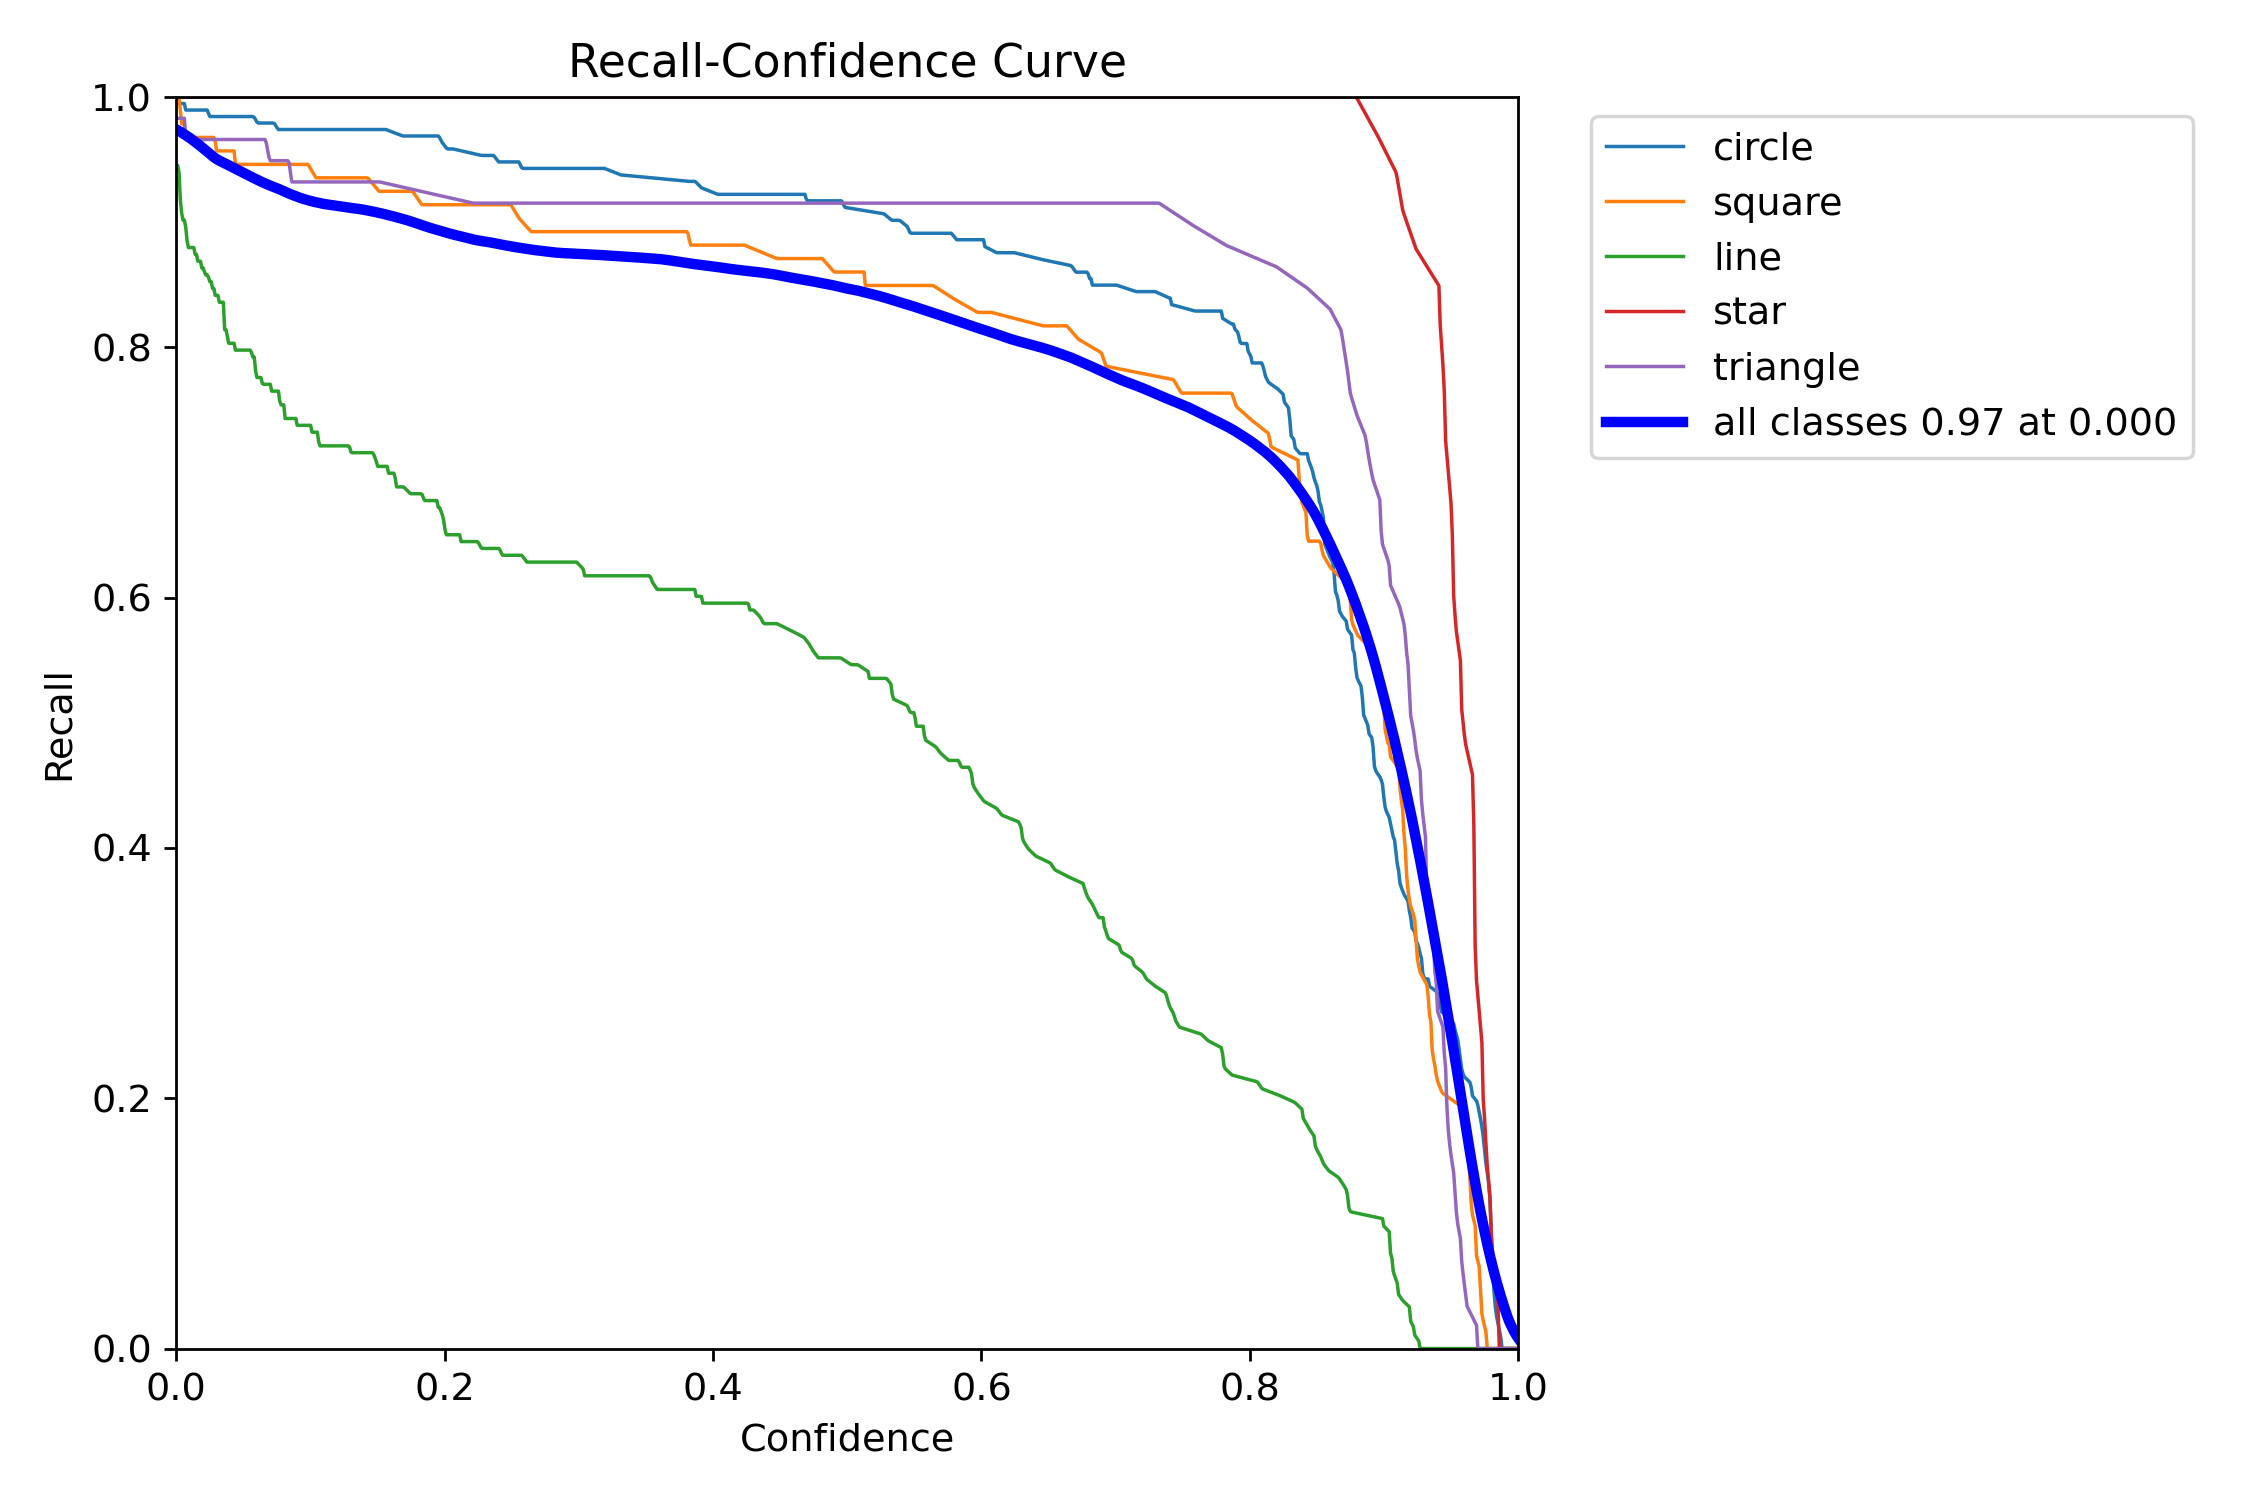 Recall-Confidence Curve
1.0
0.8
0.6
0.4
0.2
0.0
Recall
0.0 0.2 0.4 0.6 0.8 1.0
Confidence
circle
square
line
star
triangle
all classes 0.97 at 0.000